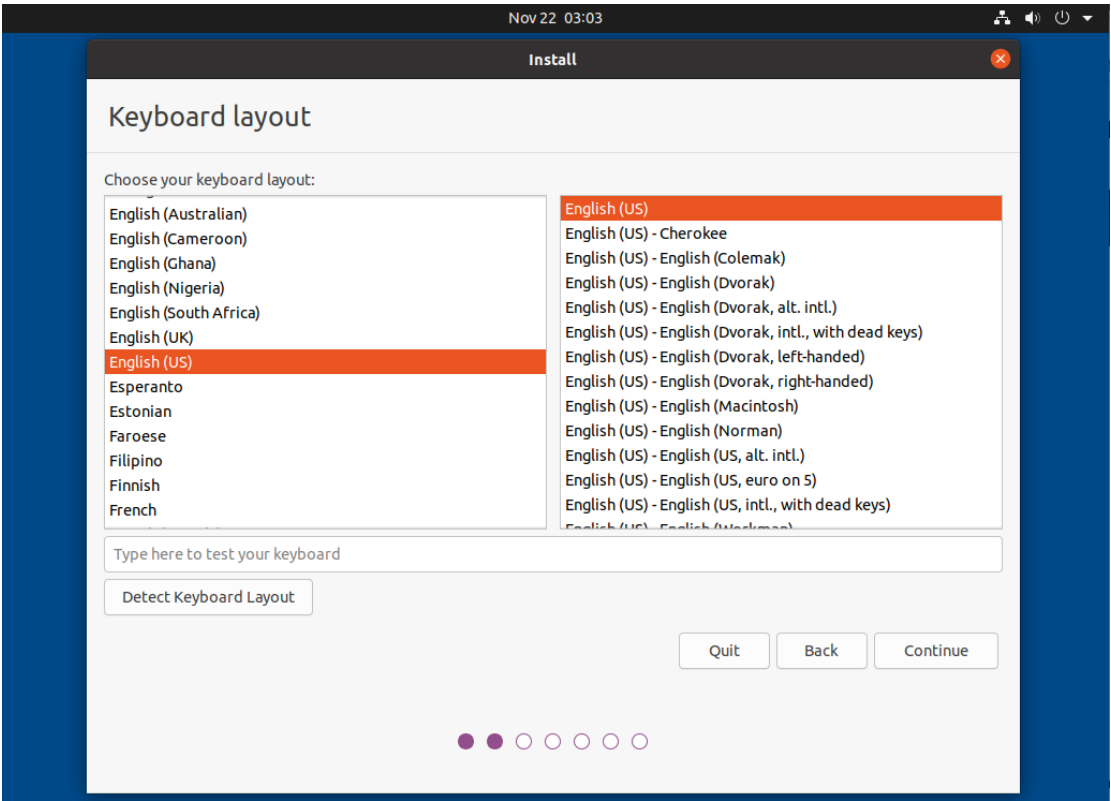 Nov 22 03:03
Install
Keyboard layout
Choose your keyboard layout:
English (Australian)
English (Cameroon)
English (Ghana)
English (Nigeria)
English (South Africa)
English (UK)
English (US)
Esperanto
Estonian
Faroese
Filipino
Finnish
French
English (US)
English (US) - Cherokee
English (US) - English (Colemak)
English (US) - English (Dvorak)
English (US) - English (Dvorak, alt. intl.)
English (US) - English (Dvorak, intl., with dead keys)
English (US) - English (Dvorak, left-handed)
English (US) - English (Dvorak, right-handed)
English (US) - English (Macintosh)
English (US) - English (Norman)
English (US) - English (US, alt. intl.)
English (US) - English (US, euro on 5)
English (US) - English (US, intl., with dead keys)
English (US) - English (Workman)
Type here to test your keyboard
Detect Keyboard Layout
Quit
Back
Continue